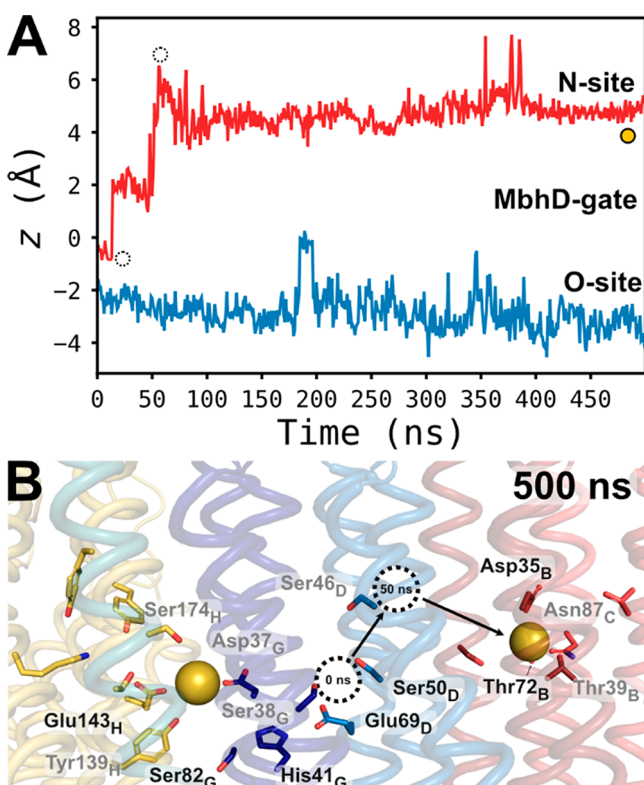 A
8
6
4
2
0
−2
−4
z (Å)
N-site
MbhD-gate
O-site
0 50 100 150 200 250 300 350 400 450
Time (ns)
B
500 ns
Ser46D
50 ns
Asp35B
Asn87C
Ser174H
Asp37G
0 ns
Ser38G
Ser50D
Thr72B
Thr39B
Glu143H
Glu69D
Tyr139H
Ser82G
His41G